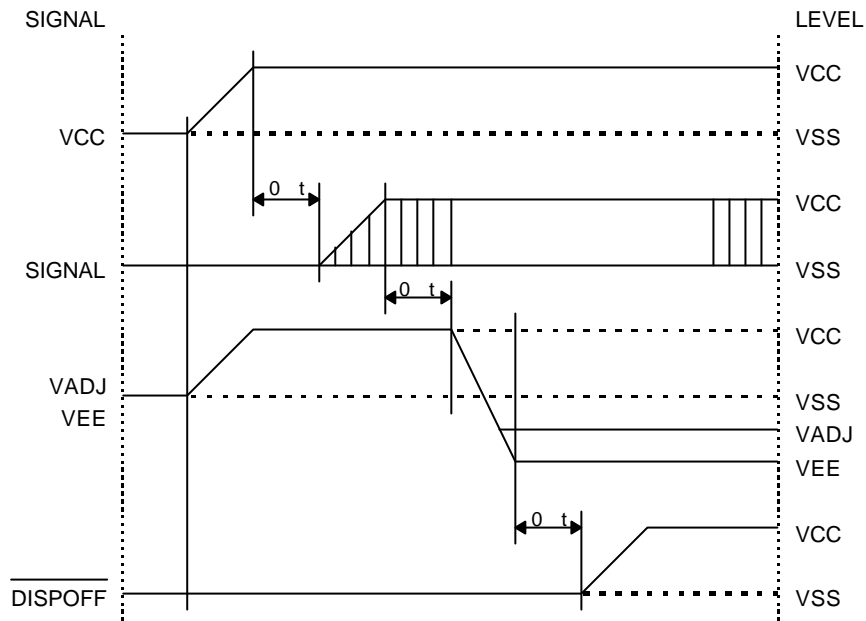 SIGNAL LEVEL
VCC
VCC VSS
0 t
VCC
SIGNAL VSS
0 t
VCC
VADJ
VSS
VEE
VADJ
VEE
0 t
VCC
DISPOFF VSS